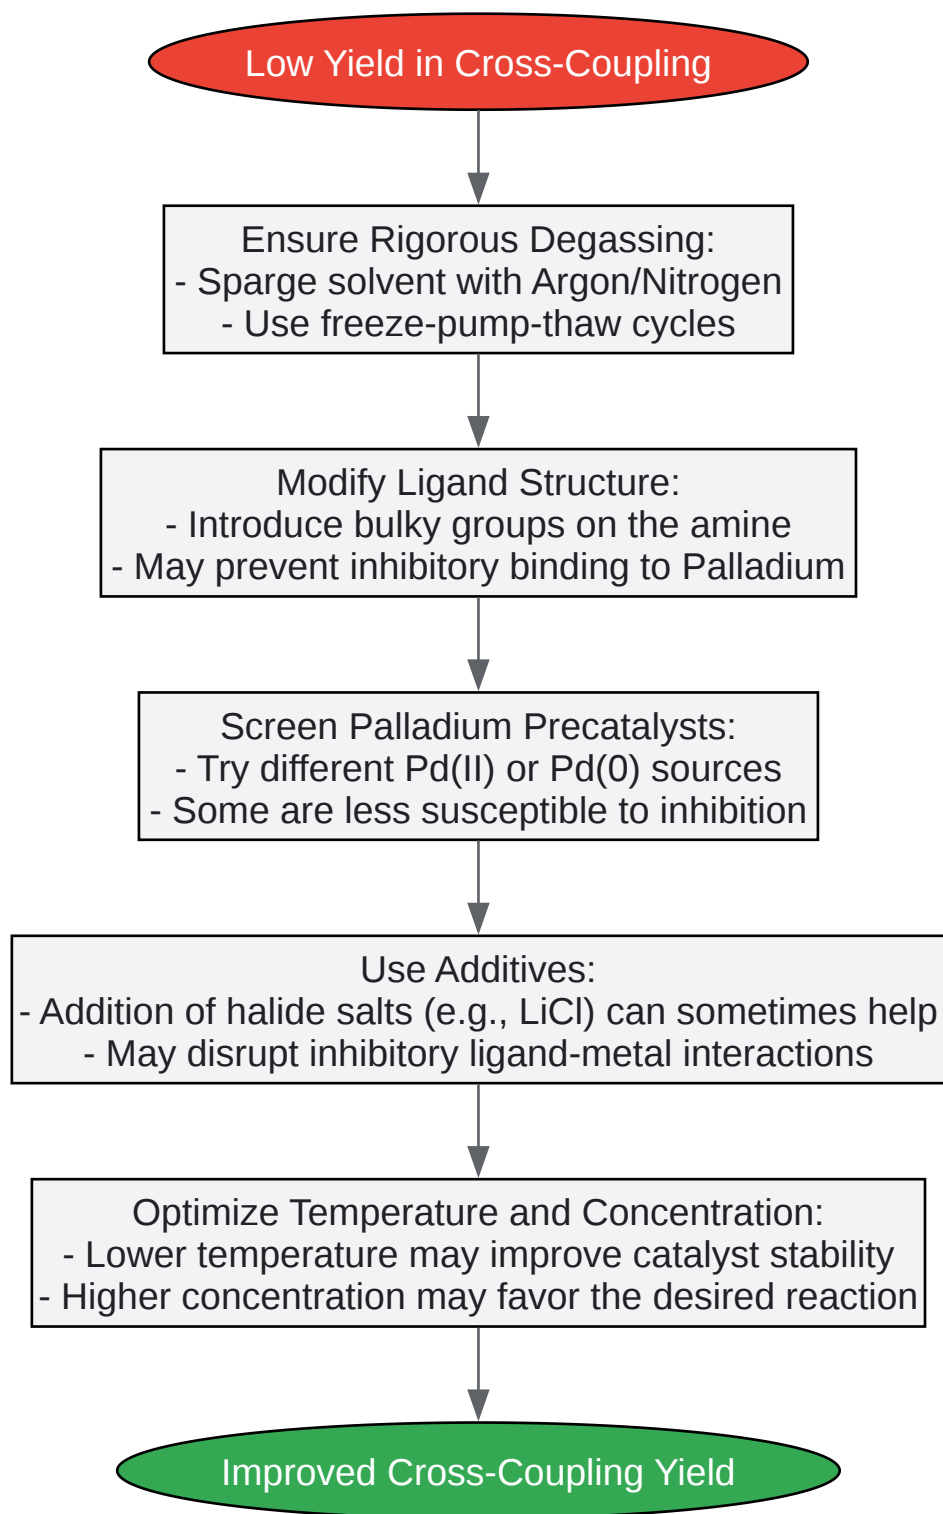 Low Yield in Cross-Coupling
Ensure Rigorous Degassing:
- Sparge solvent with Argon/Nitrogen
- Use freeze-pump-thaw cycles
Modify Ligand Structure:
- Introduce bulky groups on the amine
- May prevent inhibitory binding to Palladium
Screen Palladium Precatalysts:
- Try different Pd(II) or Pd(0) sources
- Some are less susceptible to inhibition
Use Additives:
- Addition of halide salts (e.g., LiCl) can sometimes help
- May disrupt inhibitory ligand-metal interactions
Optimize Temperature and Concentration:
- Lower temperature may improve catalyst stability
- Higher concentration may favor the desired reaction
Improved Cross-Coupling Yield